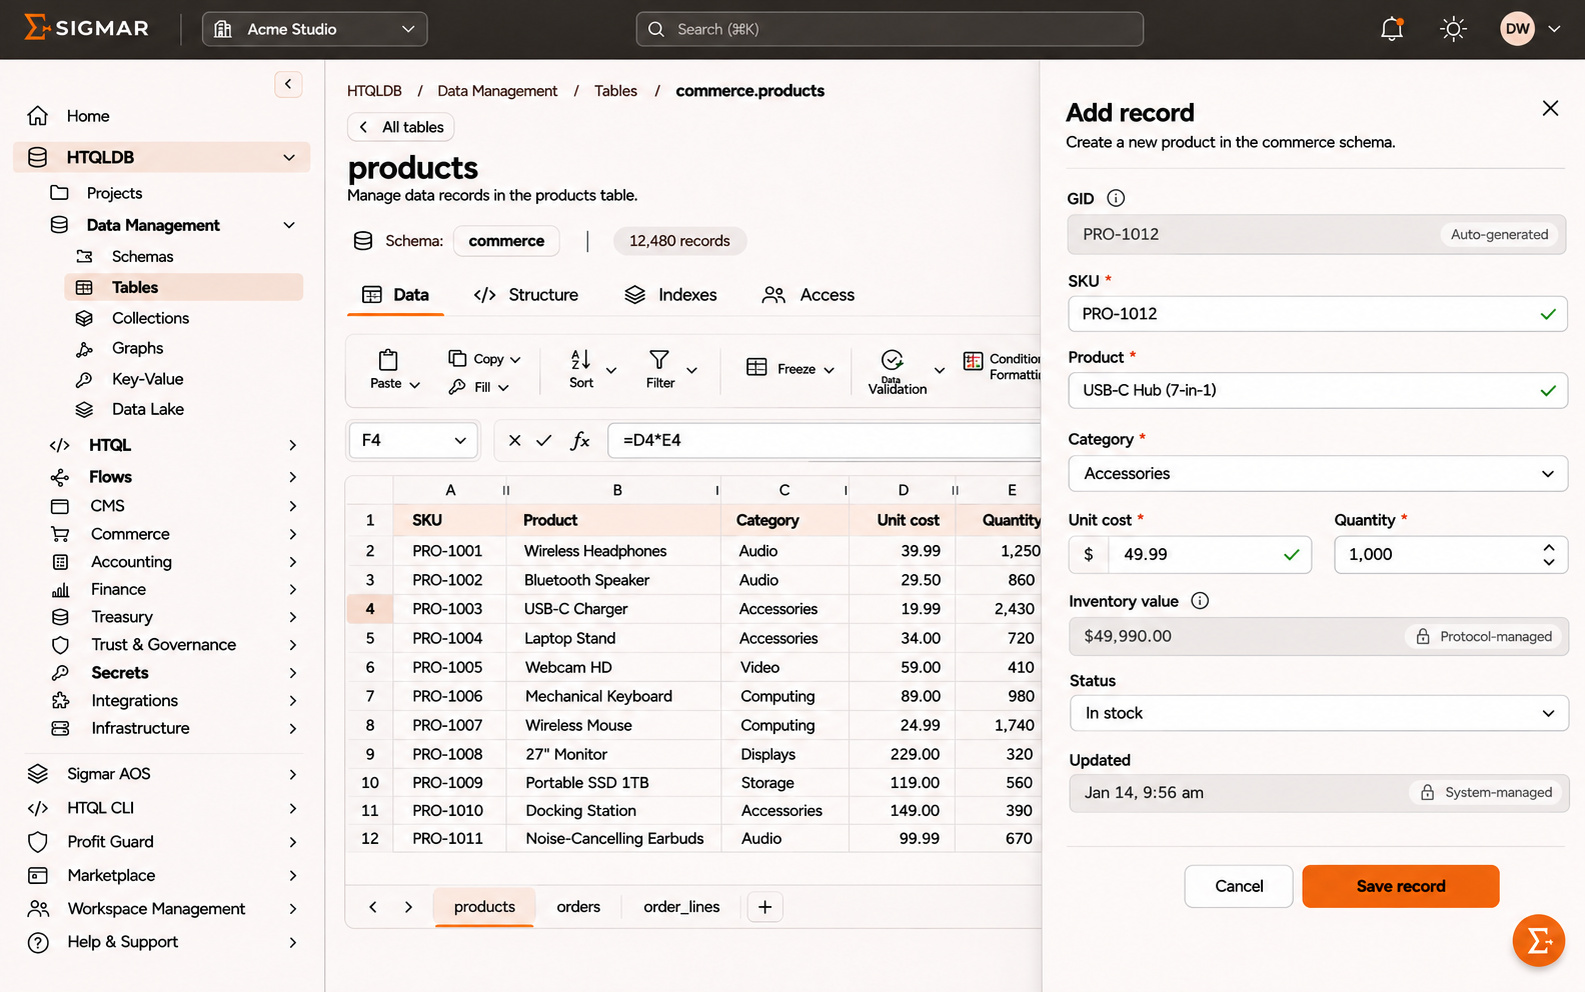 SIGMAR
Acme Studio
Search (⌘K)
DW
Home
HTQLDB
Projects
Data Management
Schemas
Tables
Collections
Graphs
Key-Value
Data Lake
HTQL
Flows
CMS
Commerce
Accounting
Finance
Treasury
Trust & Governance
Secrets
Integrations
Infrastructure
Sigmar AOS
HTQL CLI
Profit Guard
Marketplace
Workspace Management
Help & Support
HTQLDB / Data Management / Tables / commerce.products
All tables
products
Manage data records in the products table.
Schema: commerce | 12,480 records
Data Structure Indexes Access
Paste Copy Fill Sort Filter Freeze Data Validation Conditio Formatti
F4 fx =D4*E4
A B C D E
1 SKU Product Category Unit cost Quantity
2 PRO-1001 Wireless Headphones Audio 39.99 1,250
3 PRO-1002 Bluetooth Speaker Audio 29.50 860
4 PRO-1003 USB-C Charger Accessories 19.99 2,430
5 PRO-1004 Laptop Stand Accessories 34.00 720
6 PRO-1005 Webcam HD Video 59.00 410
7 PRO-1006 Mechanical Keyboard Computing 89.00 980
8 PRO-1007 Wireless Mouse Computing 24.99 1,740
9 PRO-1008 27" Monitor Displays 229.00 320
10 PRO-1009 Portable SSD 1TB Storage 119.00 560
11 PRO-1010 Docking Station Accessories 149.00 390
12 PRO-1011 Noise-Cancelling Earbuds Audio 99.99 670
products orders order_lines +
Add record
Create a new product in the commerce schema.
GID
PRO-1012 Auto-generated
SKU *
PRO-1012
Product *
USB-C Hub (7-in-1)
Category *
Accessories
Unit cost * Quantity *
$ 49.99 1,000
Inventory value
$49,990.00 Protocol-managed
Status
In stock
Updated
Jan 14, 9:56 am System-managed
Cancel Save record